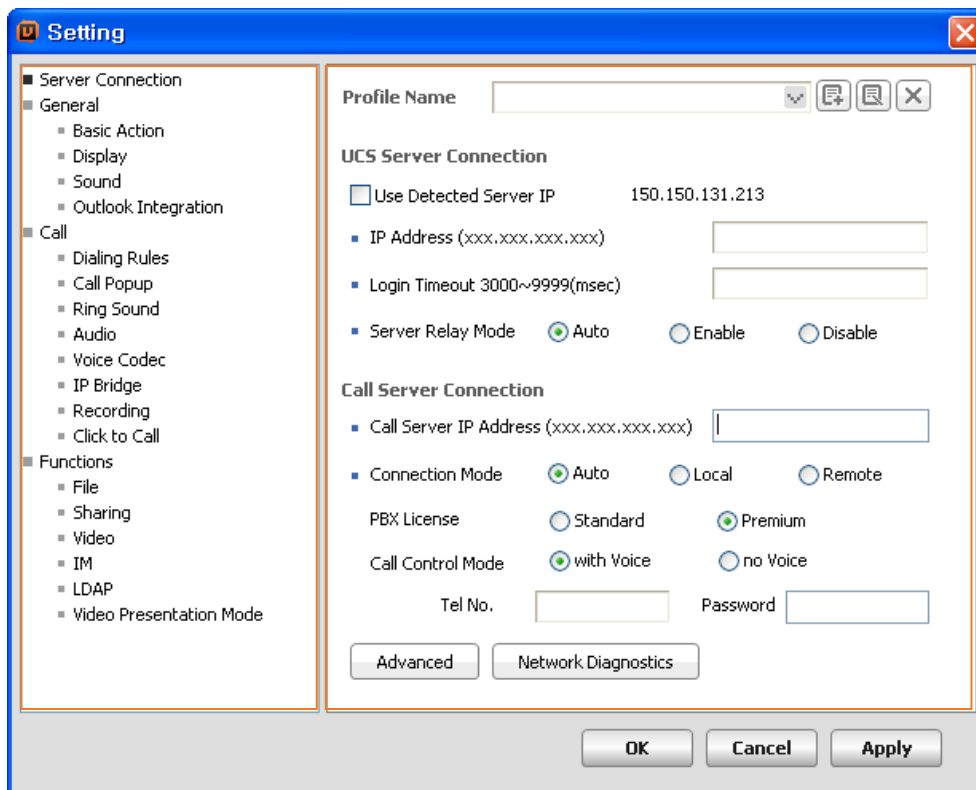 Setting
Server Connection
General
Basic Action
Display
Sound
Outlook Integration
Call
Dialing Rules
Call Popup
Ring Sound
Audio
Voice Codec
IP Bridge
Recording
Click to Call
Functions
File
Sharing
Video
IM
LDAP
Video Presentation Mode
Profile Name
UCS Server Connection
Use Detected Server IP 150.150.131.213
IP Address (xxx.xxx.xxx.xxx)
Login Timeout 3000~9999(msec)
Server Relay Mode Auto Enable Disable
Call Server Connection
Call Server IP Address (xxx.xxx.xxx.xxx)
Connection Mode Auto Local Remote
PBX License Standard Premium
Call Control Mode with Voice no Voice
Tel No. Password
Advanced Network Diagnostics
OK Cancel Apply